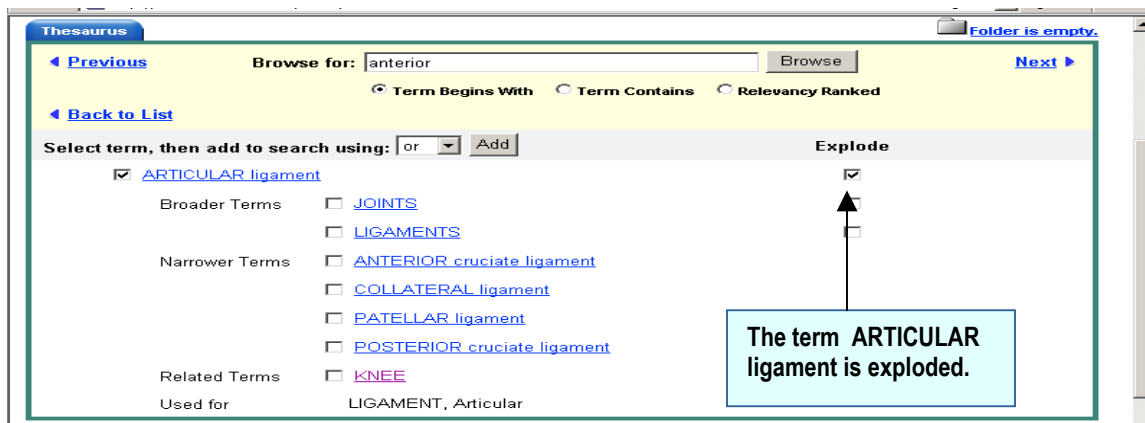 Thesaurus Folder is empty.
Previous Browse for: anterior Browse Next
Term Begins With Term Contains Relevancy Ranked
Back to List
Select term, then add to search using: or Add Explode
ARTICULAR ligament
Broader Terms JOINTS
LIGAMENTS
Narrower Terms ANTERIOR cruciate ligament
COLLATERAL ligament
PATELLAR ligament
POSTERIOR cruciate ligament
Related Terms KNEE
Used for LIGAMENT, Articular
The term ARTICULAR
ligament is exploded.